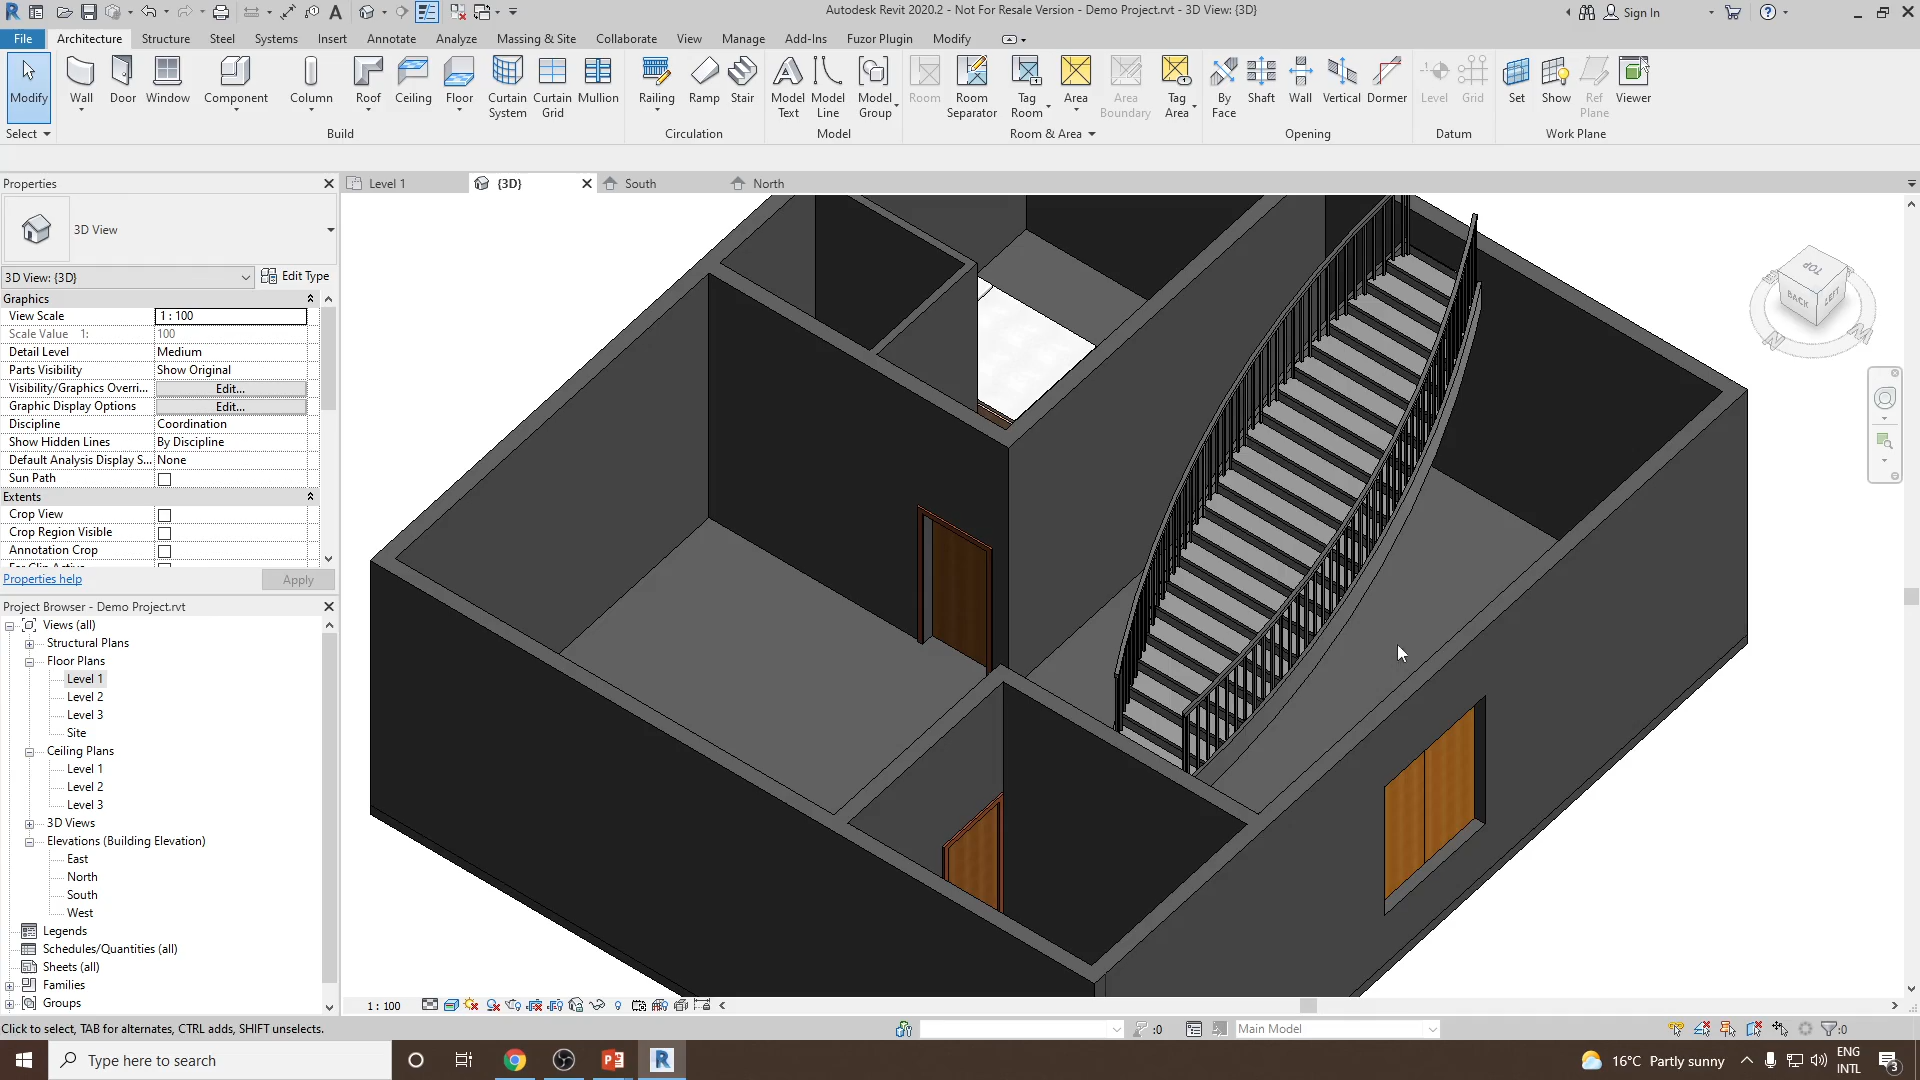 Autodesk Revit 2020.2 - Not For Resale Version - Demo Project.rvt - 3D View: {3D}
Sign In
File Architecture Structure Steel Systems Insert Annotate Analyze Massing & Site Collaborate View Manage Add-Ins Fuzor Plugin Modify
Modify Wall Door Window Component Column Roof Ceiling Floor Curtain System Curtain Grid Mullion Railing Ramp Stair Model Text Model Line Model Group Room Room Separator Tag Room Area Area Boundary Tag Area By Face Shaft Wall Vertical Dormer Level Grid Set Show Ref Plane Viewer
Select Build Circulation Model Room & Area Opening Datum Work Plane
Properties
Level 1 {3D} South North
3D View
3D View: {3D} Edit Type
Graphics
View Scale 1 : 100
Scale Value 1: 100
Detail Level Medium
Parts Visibility Show Original
Visibility/Graphics Overri... Edit...
Graphic Display Options Edit...
Discipline Coordination
Show Hidden Lines By Discipline
Default Analysis Display S... None
Sun Path
Extents
Crop View
Crop Region Visible
Annotation Crop
Properties help Apply
TOP
BACK LEFT
Project Browser - Demo Project.rvt
Views (all)
Structural Plans
Floor Plans
Level 1
Level 2
Level 3
Site
Ceiling Plans
Level 1
Level 2
Level 3
3D Views
Elevations (Building Elevation)
East
North
South
West
Legends
Schedules/Quantities (all)
Sheets (all)
Families
Groups
1 : 100
Click to select, TAB for alternates, CTRL adds, SHIFT unselects.
:0 Main Model :0
Type here to search
16°C Partly sunny
ENG
INTL
3